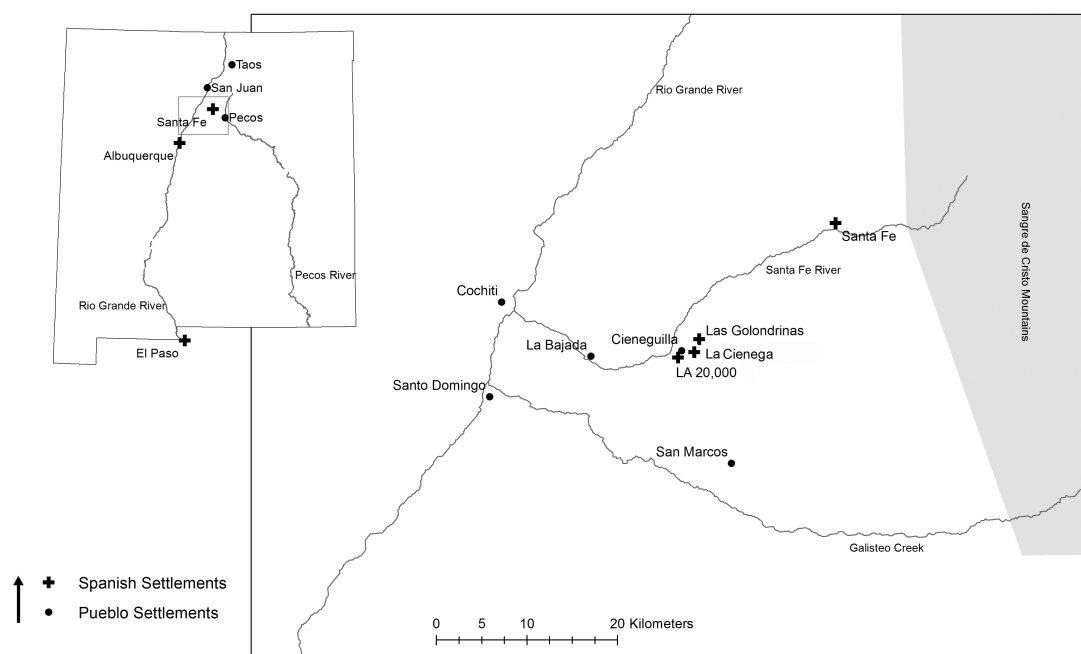 Taos
San Juan
Santa Fe
Pecos
Albuquerque
Pecos River
Rio Grande River
El Paso
Rio Grande River
Sangre de Cristo Mountains
Santa Fe
Santa Fe River
Cochiti
Las Golondrinas
Cieneguilla
La Bajada
La Cienega
LA 20,000
Santo Domingo
San Marcos
Galisteo Creek
Spanish Settlements
Pueblo Settlements
0 5 10 20 Kilometers